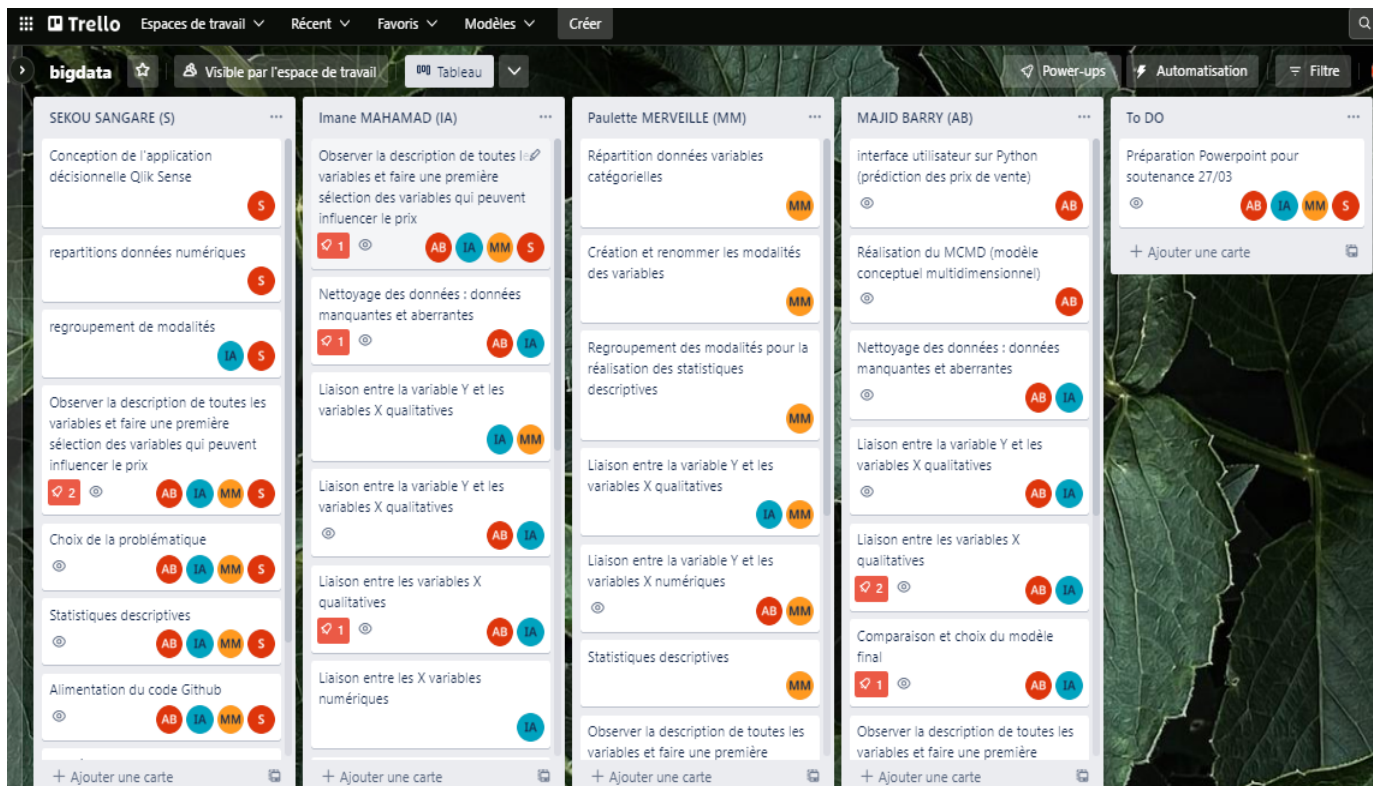 Trello Espaces de travail Récent Favoris Modèles Créer
bigdata Visible par l'espace de travail Tableau Power-ups Automatisation Filtre
SEKOU SANGARE (S)
Conception de l'application
décisionnelle Qlik Sense
S
repartitions données numériques
S
regroupement de modalités
IA S
Observer la description de toutes les
variables et faire une première
sélection des variables qui peuvent
influencer le prix
2 AB IA MM S
Choix de la problématique
AB IA MM S
Statistiques descriptives
AB IA MM S
Alimentation du code Github
AB IA MM S
+ Ajouter une carte
Imane MAHAMAD (IA)
Observer la description de toutes
variables et faire une première
sélection des variables qui peuvent
influencer le prix
1 AB IA MM S
Nettoyage des données : données
manquantes et aberrantes
1 AB IA
Liaison entre la variable Y et les
variables X qualitatives
IA MM
Liaison entre la variable Y et les
variables X qualitatives
AB IA
Liaison entre les variables X
qualitatives
1 AB IA
Liaison entre les X variables
numériques
IA
+ Ajouter une carte
Paulette MERVEILLE (MM)
Répartition données variables
catégorielles
MM
Création et renommer les modalités
des variables
MM
Regroupement des modalités pour la
réalisation des statistiques
descriptives
MM
Liaison entre la variable Y et les
variables X qualitatives
IA MM
Liaison entre la variable Y et les
variables X numériques
AB MM
Statistiques descriptives
MM
Observer la description de toutes les
variables et faire une première
+ Ajouter une carte
MAJID BARRY (AB)
interface utilisateur sur Python
(prédiction des prix de vente)
AB
Réalisation du MCMD (modèle
conceptuel multidimensionnel)
AB
Nettoyage des données : données
manquantes et aberrantes
AB IA
Liaison entre la variable Y et les
variables X qualitatives
AB IA
Liaison entre les variables X
qualitatives
2 AB IA
Comparaison et choix du modèle
final
1 AB IA
Observer la description de toutes les
variables et faire une première
+ Ajouter une carte
To DO
Préparation Powerpoint pour
soutenance 27/03
AB IA MM S
+ Ajouter une carte